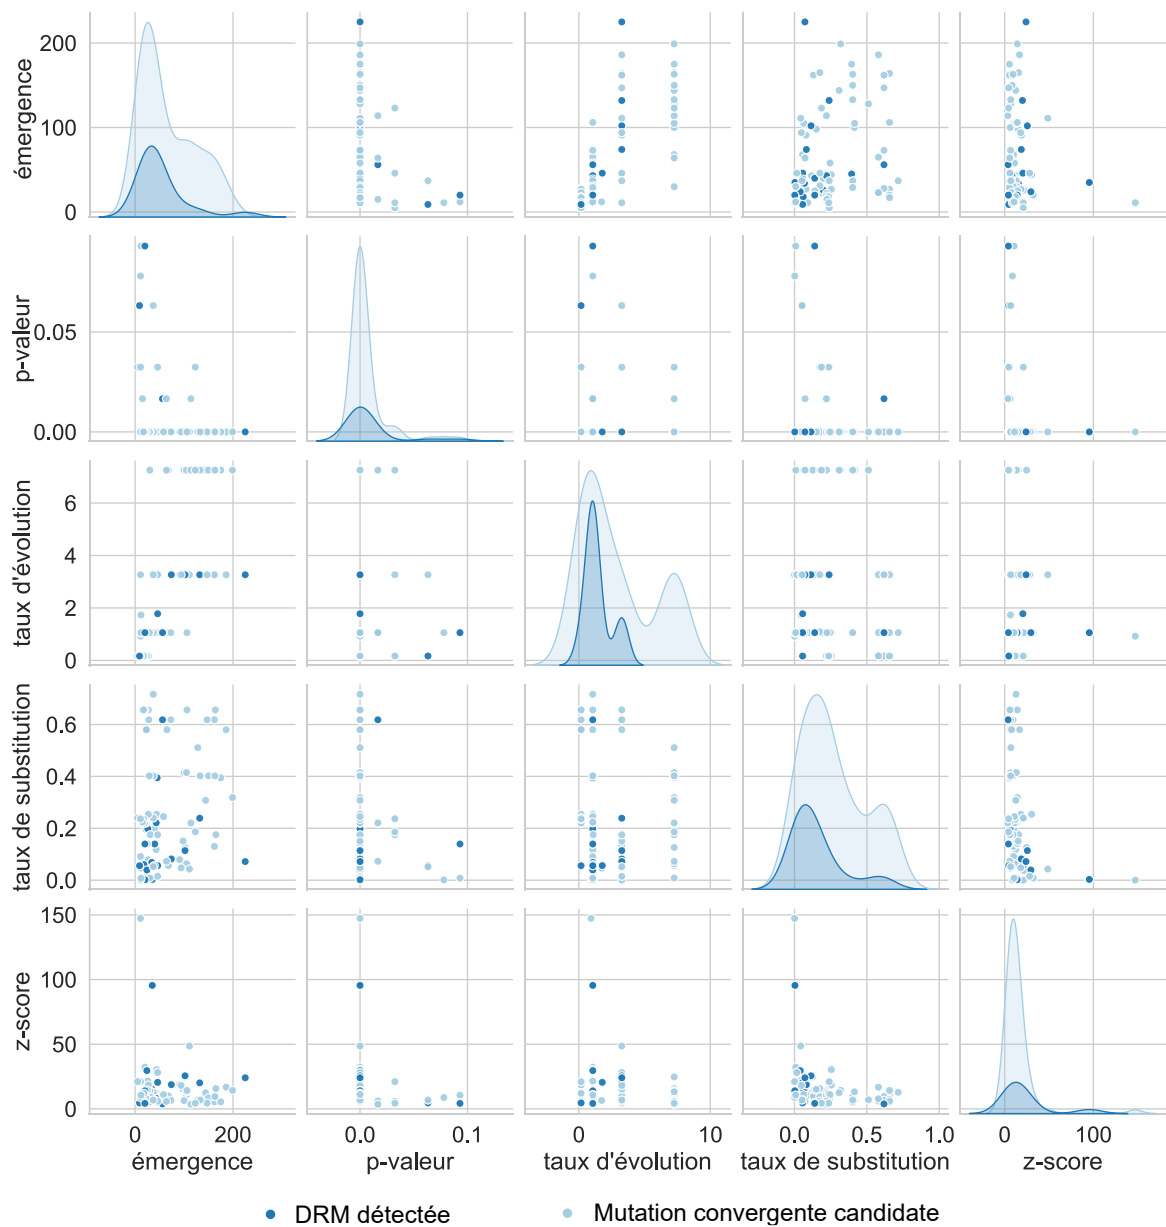 200
100
0
émergence
0.05
0.00
p-valeur
6
4
2
0
taux d'évolution
0.6
0.4
0.2
0.0
taux de substitution
150
100
50
0
z-score
0 200 0.0 0.1 0 10 0.0 0.5 1.0 0 100
émergence p-valeur taux d'évolution taux de substitution z-score
DRM détectée Mutation convergente candidate